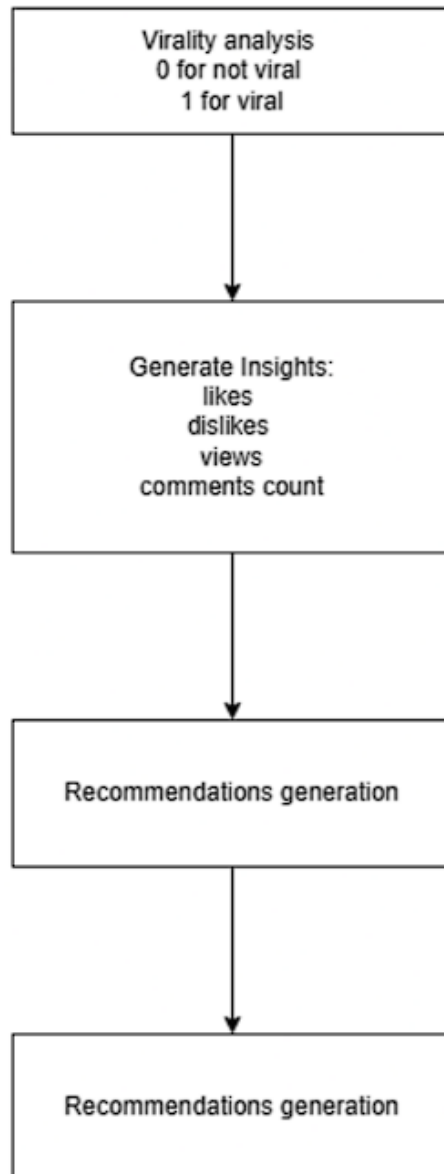 Virality analysis
0 for not viral
1 for viral
Generate Insights:
likes
dislikes
views
comments count
Recommendations generation
Recommendations generation